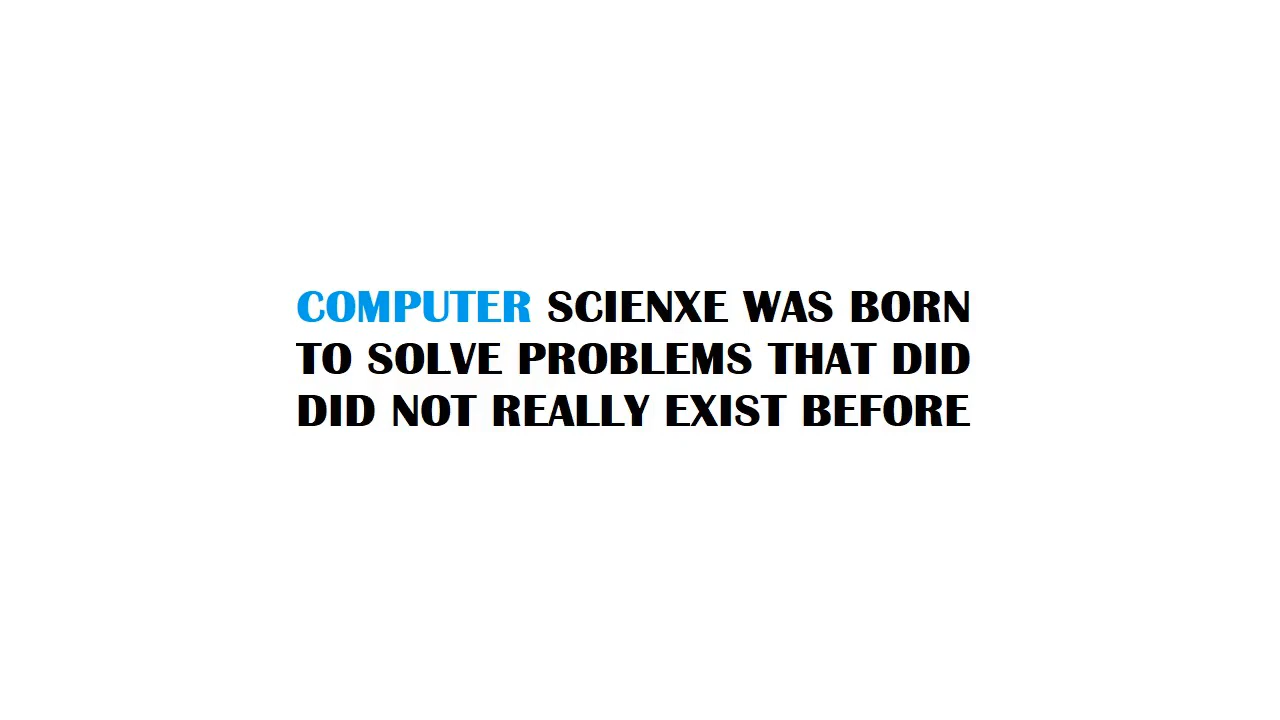 COMPUTER SCIENXE WAS BORN
TO SOLVE PROBLEMS THAT DID
DID NOT REALLY EXIST BEFORE